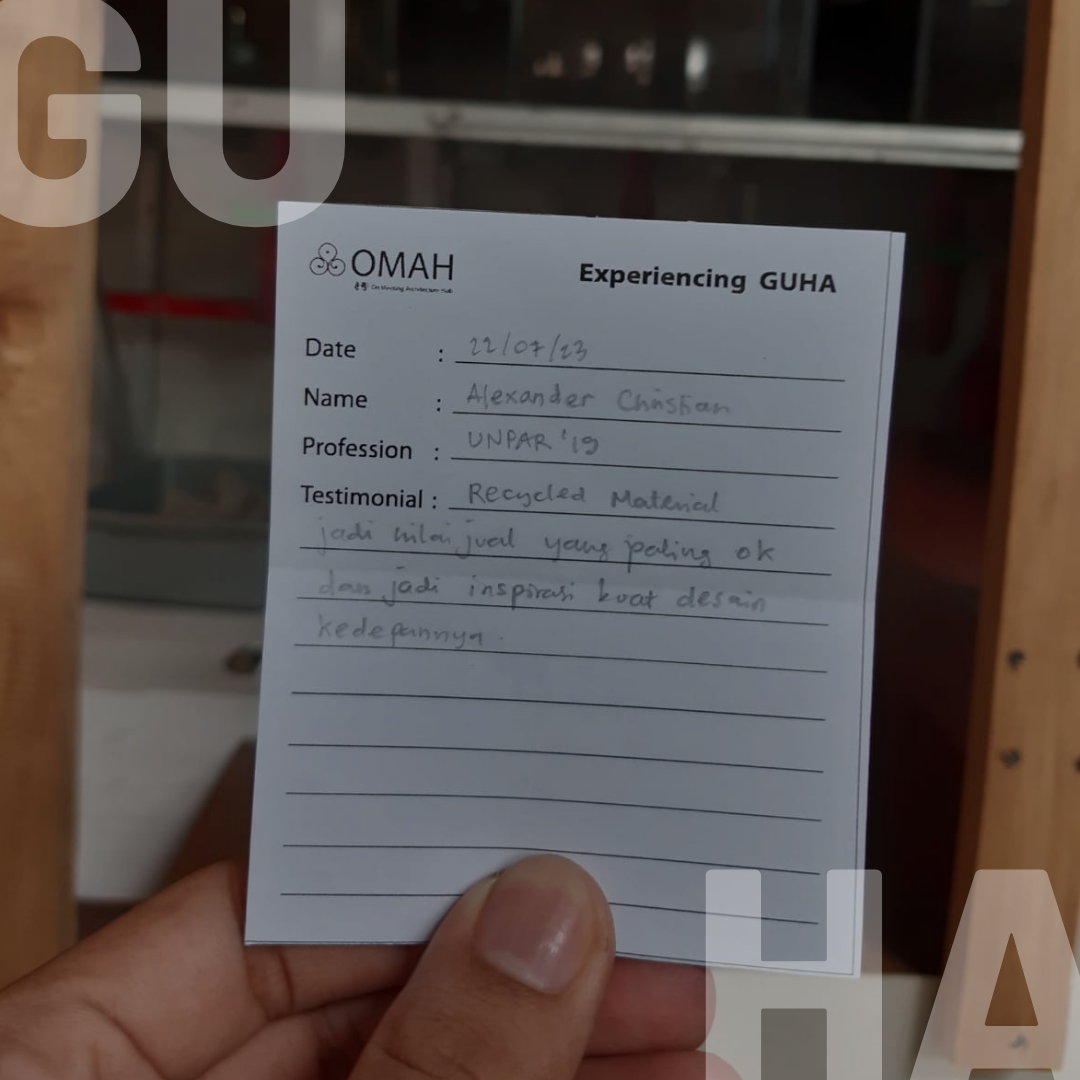 GU
OMAH
Experiencing GUHA
Date : 22/07/23
Name : Alexander Christian
Profession : UNPAR '19
Testimonial : Recycled Material
jadi nilai jual yang paling ok
dan jadi inspirasi buat desain
kedepannya.
HA